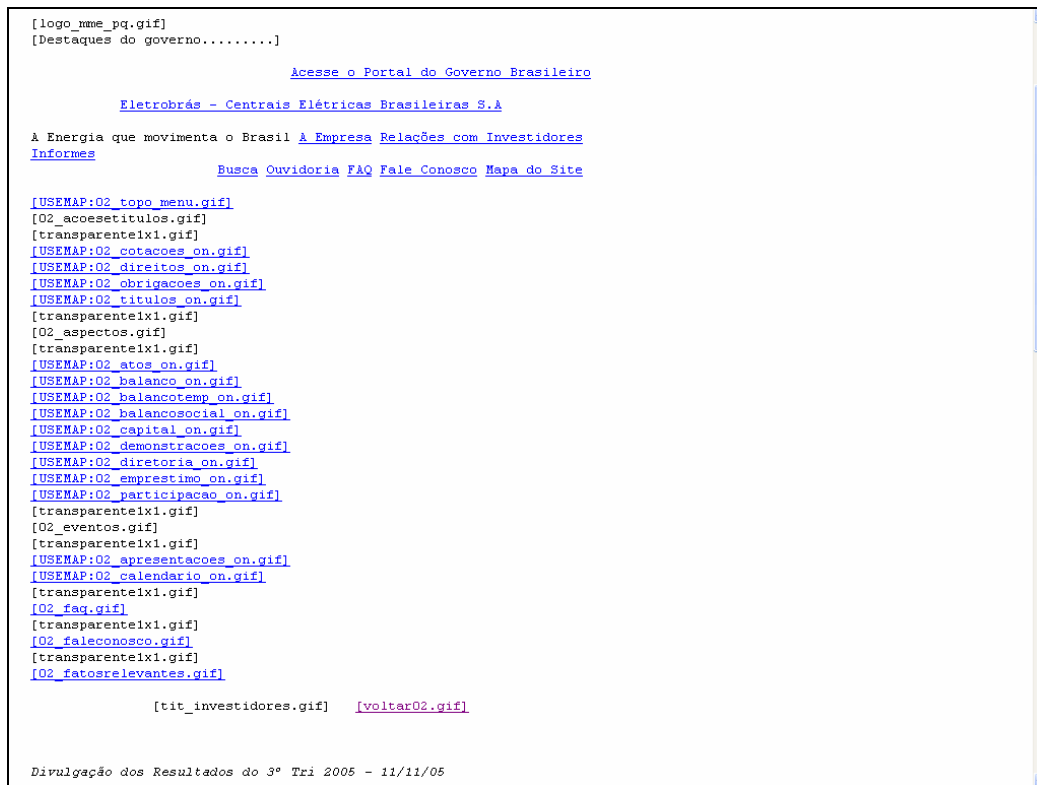 [logo_mme_pq.gif]
[Destaques do governo.........]
Acesse o Portal do Governo Brasileiro
Eletrobrás - Centrais Elétricas Brasileiras S.A
A Energia que movimenta o Brasil A Empresa Relações com Investidores
Informes
Busca Ouvidoria FAQ Fale Conosco Mapa do Site
[USEMAP:02_topo_menu.gif]
[02_acoesetitulos.gif]
[transparente1x1.gif]
[USEMAP:02_cotacoes_on.gif]
[USEMAP:02_direitos_on.gif]
[USEMAP:02_obrigacoes_on.gif]
[USEMAP:02_titulos_on.gif]
[transparente1x1.gif]
[02_aspectos.gif]
[transparente1x1.gif]
[USEMAP:02_atos_on.gif]
[USEMAP:02_balanco_on.gif]
[USEMAP:02_balancotemp_on.gif]
[USEMAP:02_balancosocial_on.gif]
[USEMAP:02_capital_on.gif]
[USEMAP:02_demonstracoes_on.gif]
[USEMAP:02_diretoria_on.gif]
[USEMAP:02_emprestimo_on.gif]
[USEMAP:02_participacao_on.gif]
[transparente1x1.gif]
[02_eventos.gif]
[transparente1x1.gif]
[USEMAP:02_apresentacoes_on.gif]
[USEMAP:02_calendario_on.gif]
[transparente1x1.gif]
[02_faq.gif]
[transparente1x1.gif]
[02_faleconosco.gif]
[transparente1x1.gif]
[02_fatosrelevantes.gif]
[tit_investidores.gif] [voltar02.gif]
Divulgação dos Resultados do 3º Tri 2005 - 11/11/05